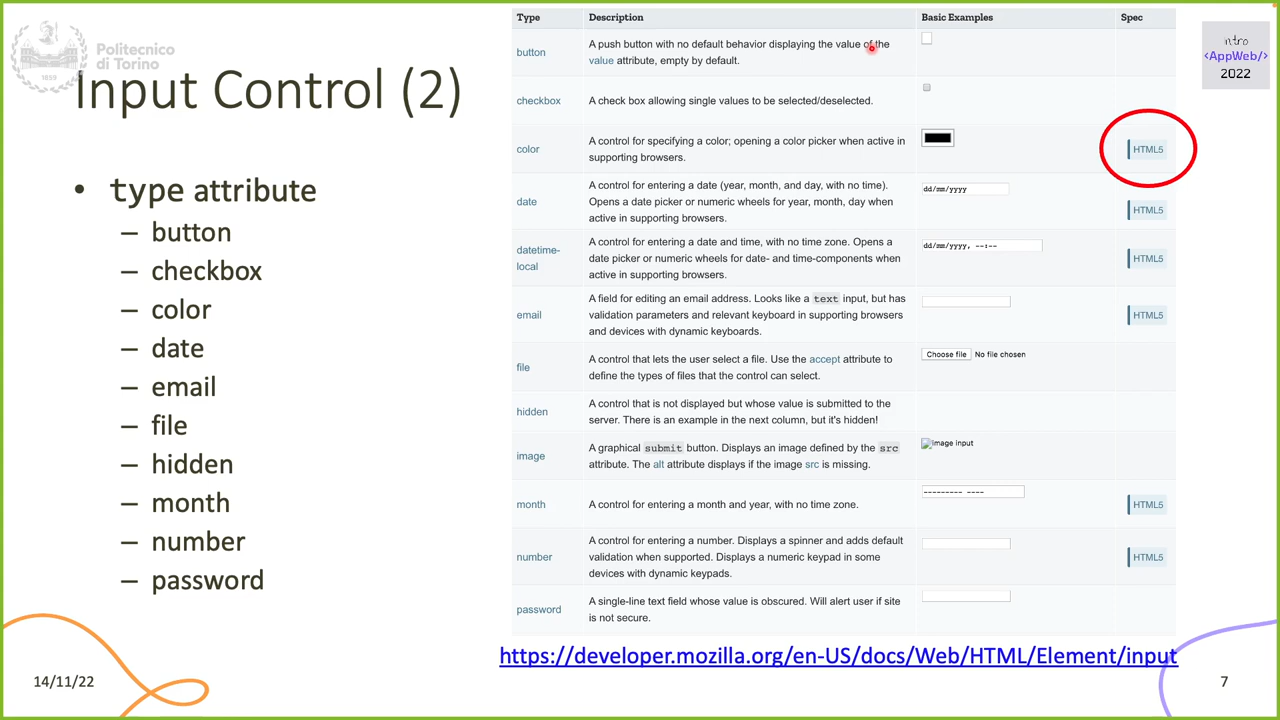 Politecnico
di Torino
1859
Input Control (2)
intro
<AppWeb/>
2022
• type attribute
– button
– checkbox
– color
– date
– email
– file
– hidden
– month
– number
– password
Type Description Basic Examples Spec
button
A push button with no default behavior displaying the value of the
value attribute, empty by default.
checkbox A check box allowing single values to be selected/deselected.
color
A control for specifying a color; opening a color picker when active in
supporting browsers.
HTML5
date
A control for entering a date (year, month, and day, with no time).
Opens a date picker or numeric wheels for year, month, day when
active in supporting browsers.
dd/mm/yyyy
HTML5
datetime-
local
A control for entering a date and time, with no time zone. Opens a
date picker or numeric wheels for date- and time-components when
active in supporting browsers.
dd/mm/yyyy, --:--
HTML5
email
A field for editing an email address. Looks like a text input, but has
validation parameters and relevant keyboard in supporting browsers
and devices with dynamic keyboards.
HTML5
file
A control that lets the user select a file. Use the accept attribute to
define the types of files that the control can select.
Choose file No file chosen
hidden
A control that is not displayed but whose value is submitted to the
server. There is an example in the next column, but it's hidden!
image
A graphical submit button. Displays an image defined by the src
attribute. The alt attribute displays if the image src is missing.
image input
month A control for entering a month and year, with no time zone.
--------- ----
HTML5
number
A control for entering a number. Displays a spinner and adds default
validation when supported. Displays a numeric keypad in some
devices with dynamic keypads.
HTML5
password
A single-line text field whose value is obscured. Will alert user if site
is not secure.
https://developer.mozilla.org/en-US/docs/Web/HTML/Element/input
14/11/22
7